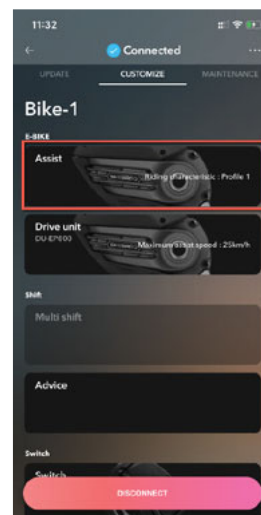 11:32
Connected
UPDATE CUSTOMIZE MAINTENANCE
Bike-1
E-BIKE
Assist
Riding characteristic : Profile 1
Drive unit
DU-EP800
Maximum assist speed : 25km/h
Shift
Multi shift
Advice
Switch
Switch
DISCONNECT